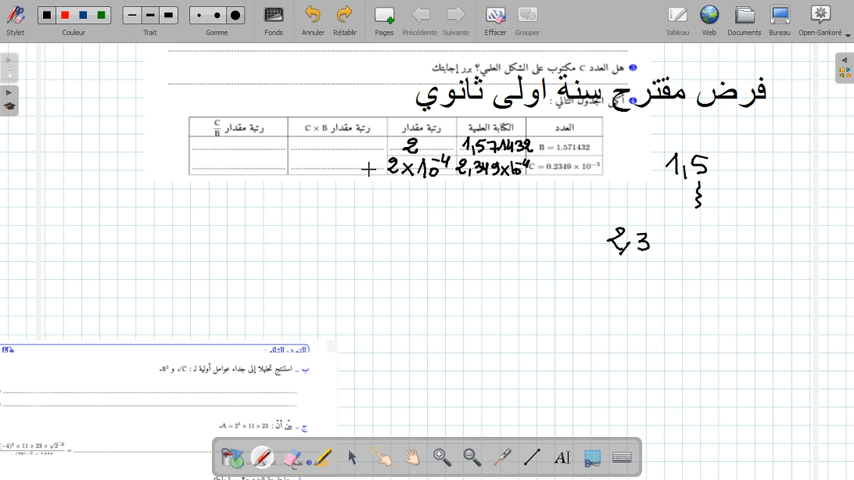 Stylet Couleur Trait Gomme Fonds Annuler Rétablir Pages Précédente Suivante Effacer Grouper Tableau Web Documents Bureau Open-Sankoré
هل العدد C مكتوب على الشكل العلمي؟ برر إجابتك
فرض مقترح سنة اولى ثانوي
أكمل الجدول التالي :
العدد الكتابة العلمية رتبة مقدار رتبة مقدار C × B رتبة مقدار C/B
B = 1.571432 1,571432 2
C = 0.2349 × 10⁻³ 2,349×10⁻⁴ 2×10⁻⁴
1,5
2,3
ب _ استنتج تحليلا إلى جداء عوامل أولية لـ : √C و B².
ج _ بيّن أنّ : A = 2³ × 11 × 23.